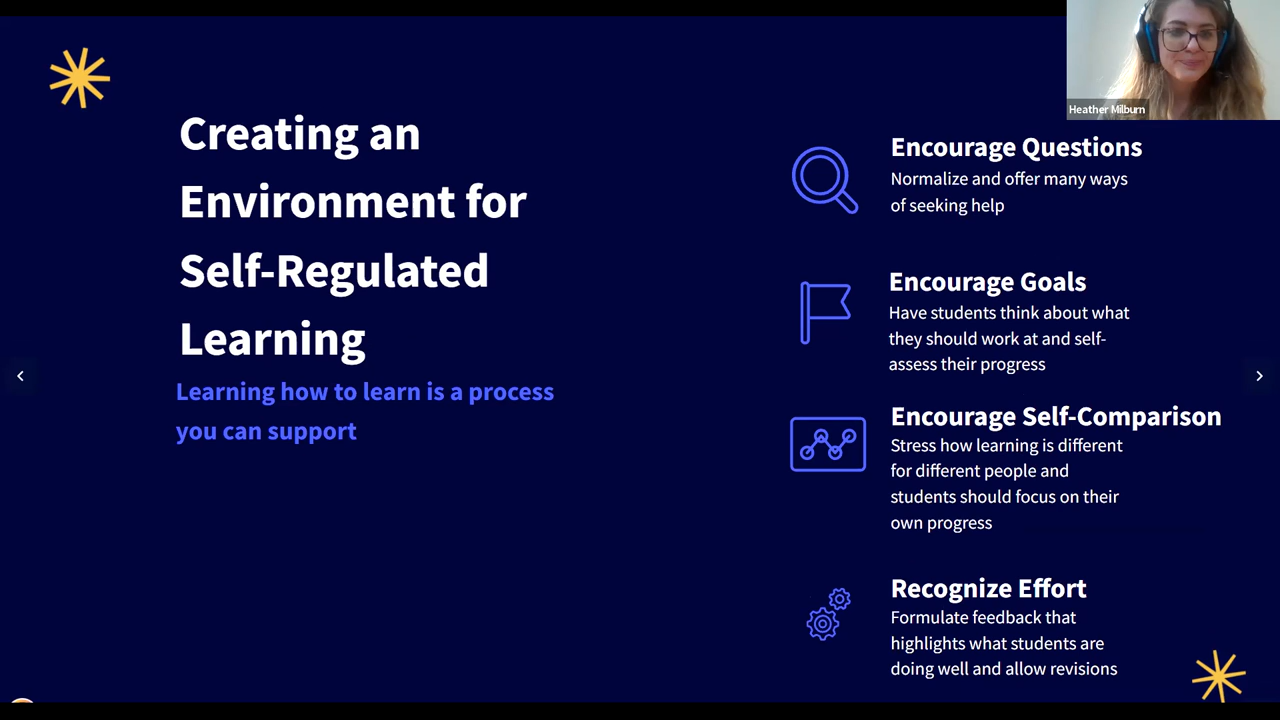 Creating an
Environment for
Self-Regulated
Learning
Learning how to learn is a process
you can support
Heather Milburn
Encourage Questions
Normalize and offer many ways
of seeking help
Encourage Goals
Have students think about what
they should work at and self-
assess their progress
Encourage Self-Comparison
Stress how learning is different
for different people and
students should focus on their
own progress
Recognize Effort
Formulate feedback that
highlights what students are
doing well and allow revisions